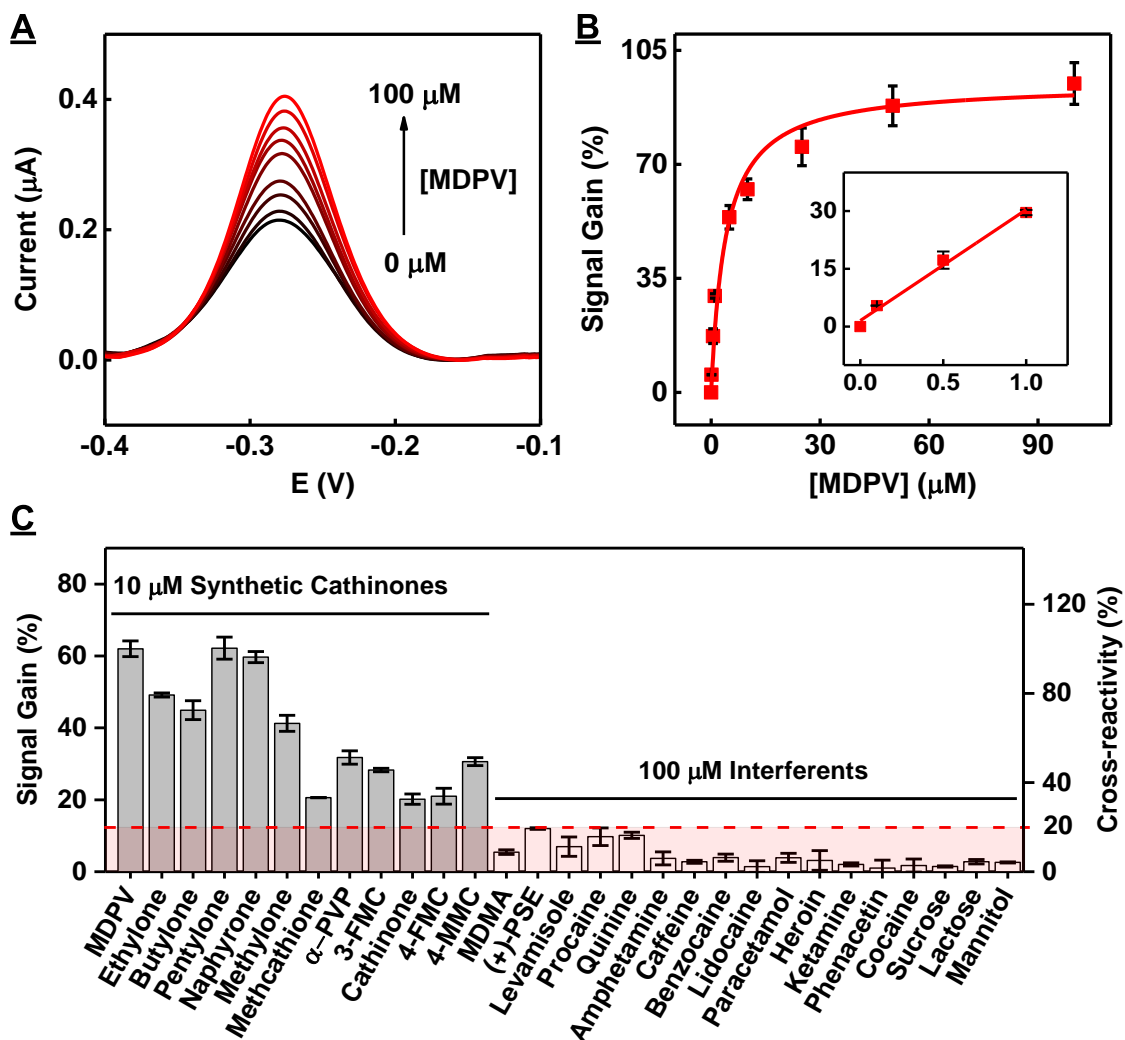 A
0.4
0.2
0.0
Current (μA)
100 μM
[MDPV]
0 μM
-0.4
-0.3
-0.2
-0.1
E (V)
B
105
70
35
0
Signal Gain (%)
30
15
0
0.0
0.5
1.0
0
30
60
90
[MDPV] (μM)
C
80
60
40
20
0
Signal Gain (%)
10 μM Synthetic Cathinones
100 μM Interferents
120
80
40
20
0
Cross-reactivity (%)
MDPV
Ethylone
Butylone
Pentylone
Naphyrone
Methylone
Methcathione
α−PVP
3-FMC
Cathinone
4-FMC
4-MMC
MDMA
(+)-PSE
Levamisole
Procaine
Quinine
Amphetamine
Caffeine
Benzocaine
Lidocaine
Paracetamol
Heroin
Ketamine
Phenacetin
Cocaine
Sucrose
Lactose
Mannitol